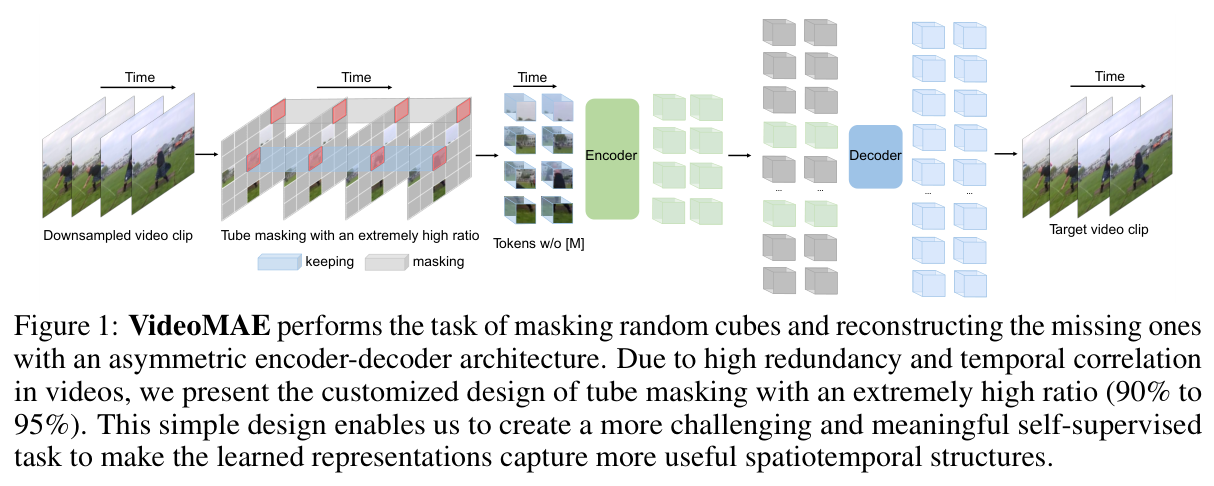 Time
Time
Time
Time
Encoder
Decoder
...
...
...
...
Downsampled video clip
Tube masking with an extremely high ratio
Tokens w/o [M]
Target video clip
keeping
masking
Figure 1: VideoMAE performs the task of masking random cubes and reconstructing the missing ones
with an asymmetric encoder-decoder architecture. Due to high redundancy and temporal correlation
in videos, we present the customized design of tube masking with an extremely high ratio (90% to
95%). This simple design enables us to create a more challenging and meaningful self-supervised
task to make the learned representations capture more useful spatiotemporal structures.